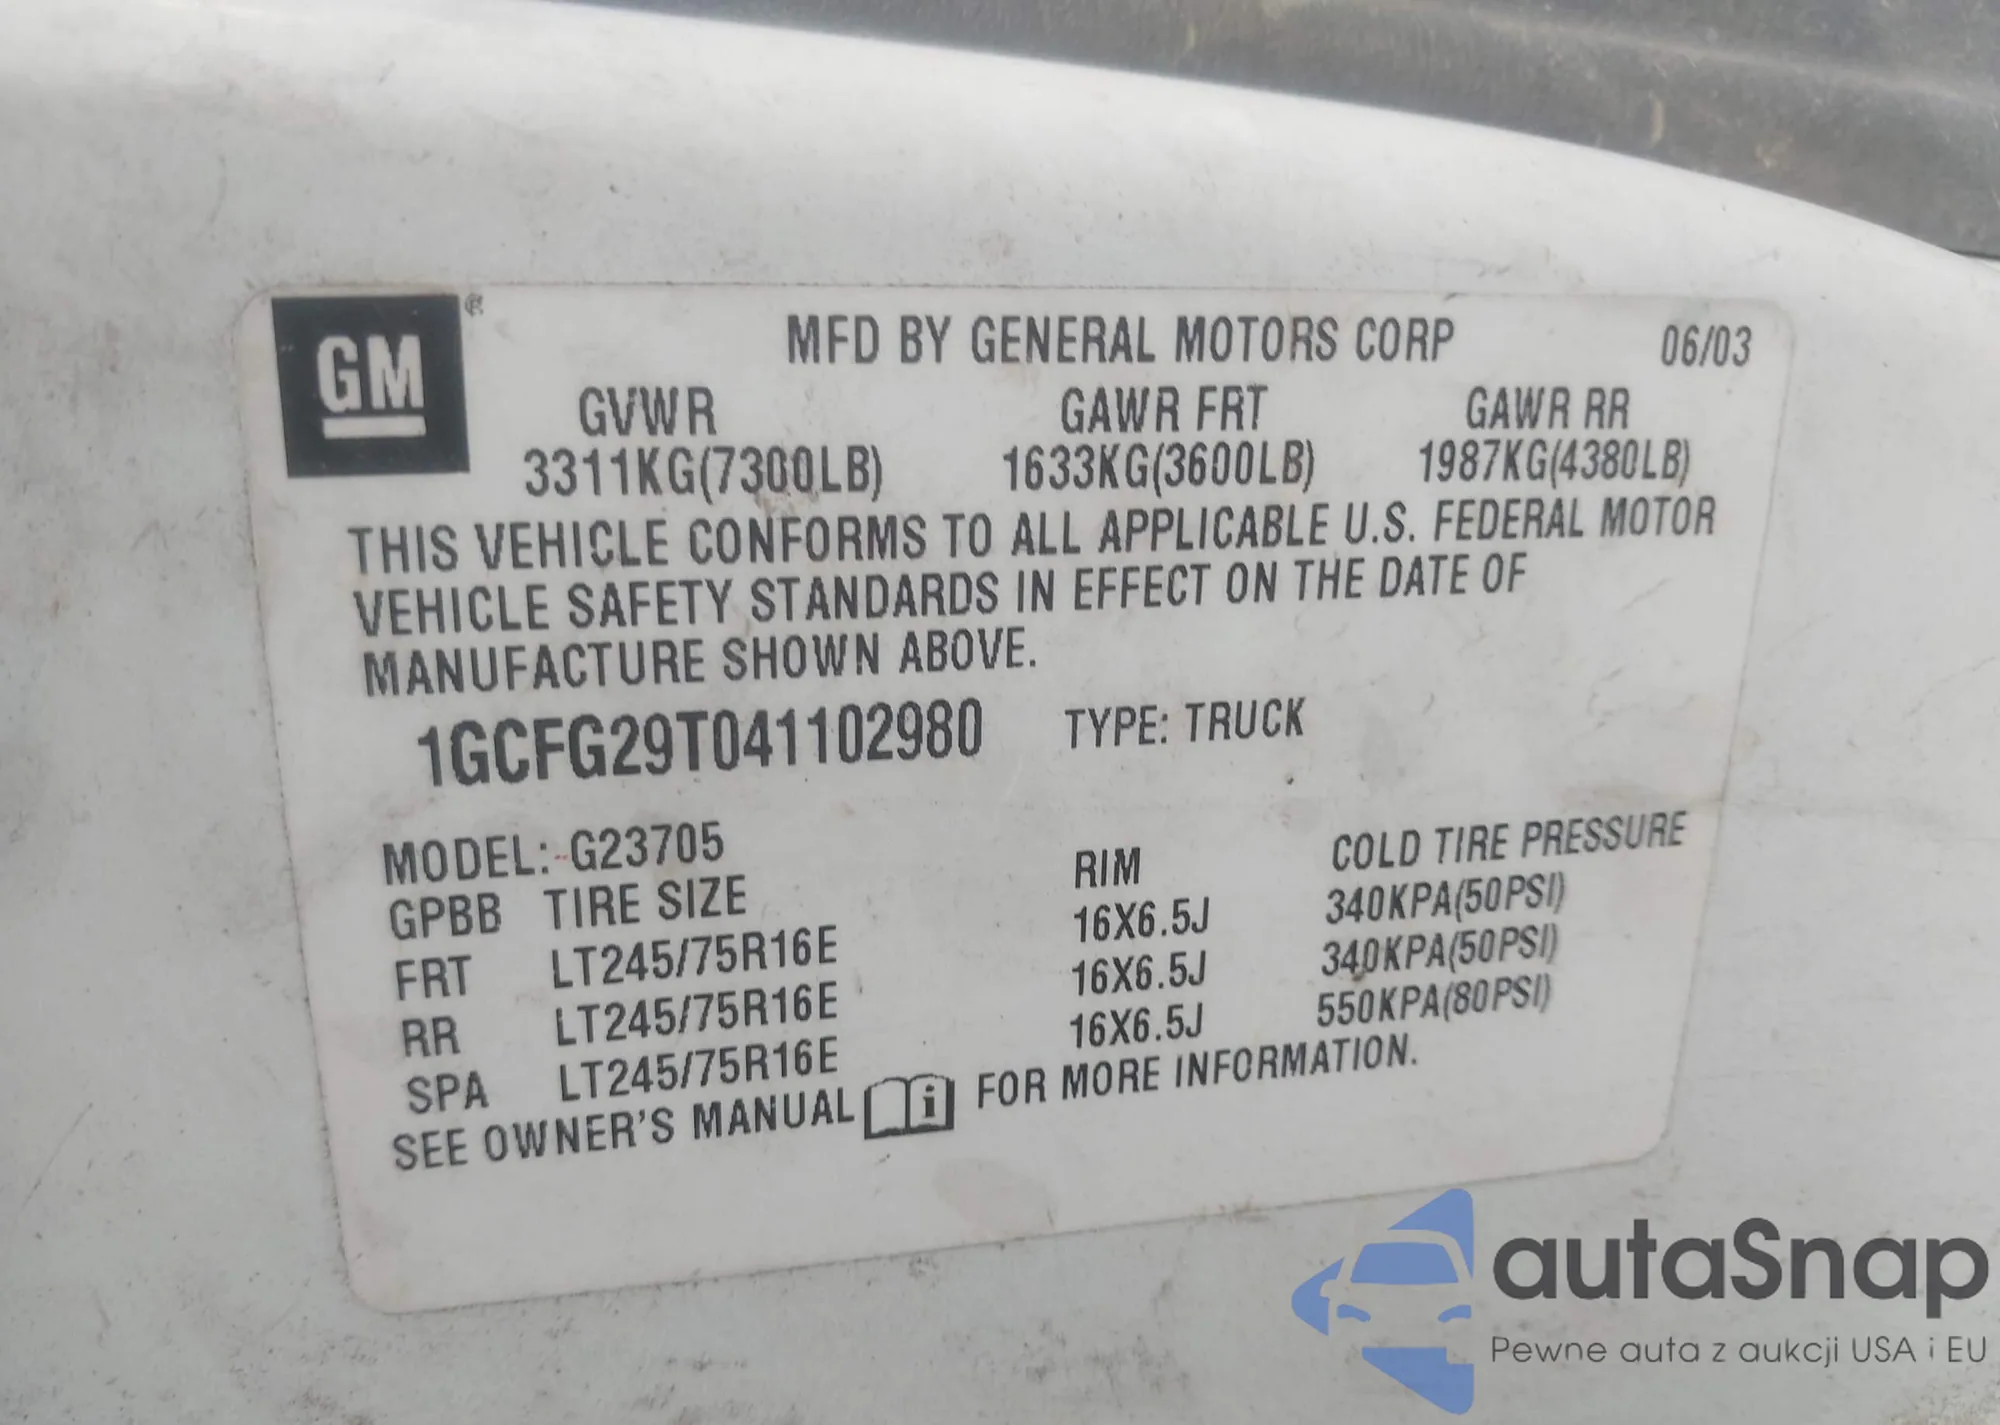 GM ®
MFD BY GENERAL MOTORS CORP 06/03
GVWR GAWR FRT GAWR RR
3311KG(7300LB) 1633KG(3600LB) 1987KG(4380LB)
THIS VEHICLE CONFORMS TO ALL APPLICABLE U.S. FEDERAL MOTOR
VEHICLE SAFETY STANDARDS IN EFFECT ON THE DATE OF
MANUFACTURE SHOWN ABOVE.
1GCFG29T041102980 TYPE: TRUCK
MODEL: G23705
GPBB TIRE SIZE RIM COLD TIRE PRESSURE
FRT LT245/75R16E 16X6.5J 340KPA(50PSI)
RR LT245/75R16E 16X6.5J 340KPA(50PSI)
SPA LT245/75R16E 16X6.5J 550KPA(80PSI)
SEE OWNER'S MANUAL i FOR MORE INFORMATION.
autaSnap
Pewne auta z aukcji USA i EU